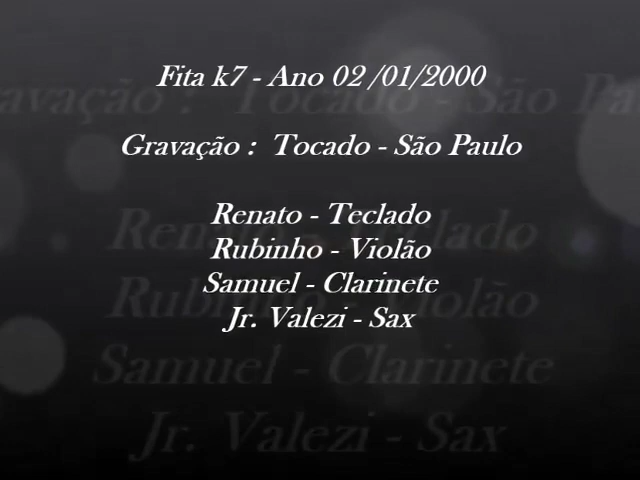 Fita k7 - Ano 02 /01/2000
Gravação :  Tocado - São Paulo
Renato - Teclado
Rubinho - Violão
Samuel - Clarinete
Jr. Valezi - Sax